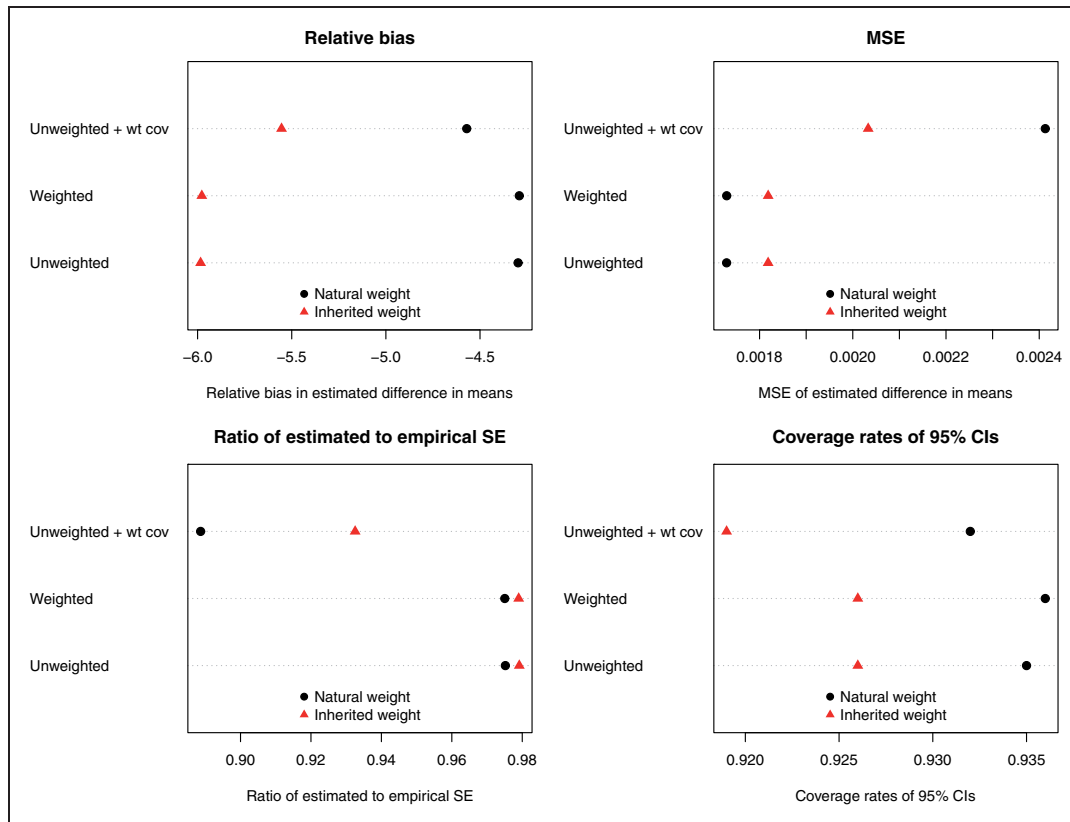 Relative bias
Unweighted + wt cov
Weighted
Unweighted
Natural weight
Inherited weight
−6.0 −5.5 −5.0 −4.5
Relative bias in estimated difference in means
MSE
Unweighted + wt cov
Weighted
Unweighted
Natural weight
Inherited weight
0.0018 0.0020 0.0022 0.0024
MSE of estimated difference in means
Ratio of estimated to empirical SE
Unweighted + wt cov
Weighted
Unweighted
Natural weight
Inherited weight
0.90 0.92 0.94 0.96 0.98
Ratio of estimated to empirical SE
Coverage rates of 95% CIs
Unweighted + wt cov
Weighted
Unweighted
Natural weight
Inherited weight
0.920 0.925 0.930 0.935
Coverage rates of 95% CIs